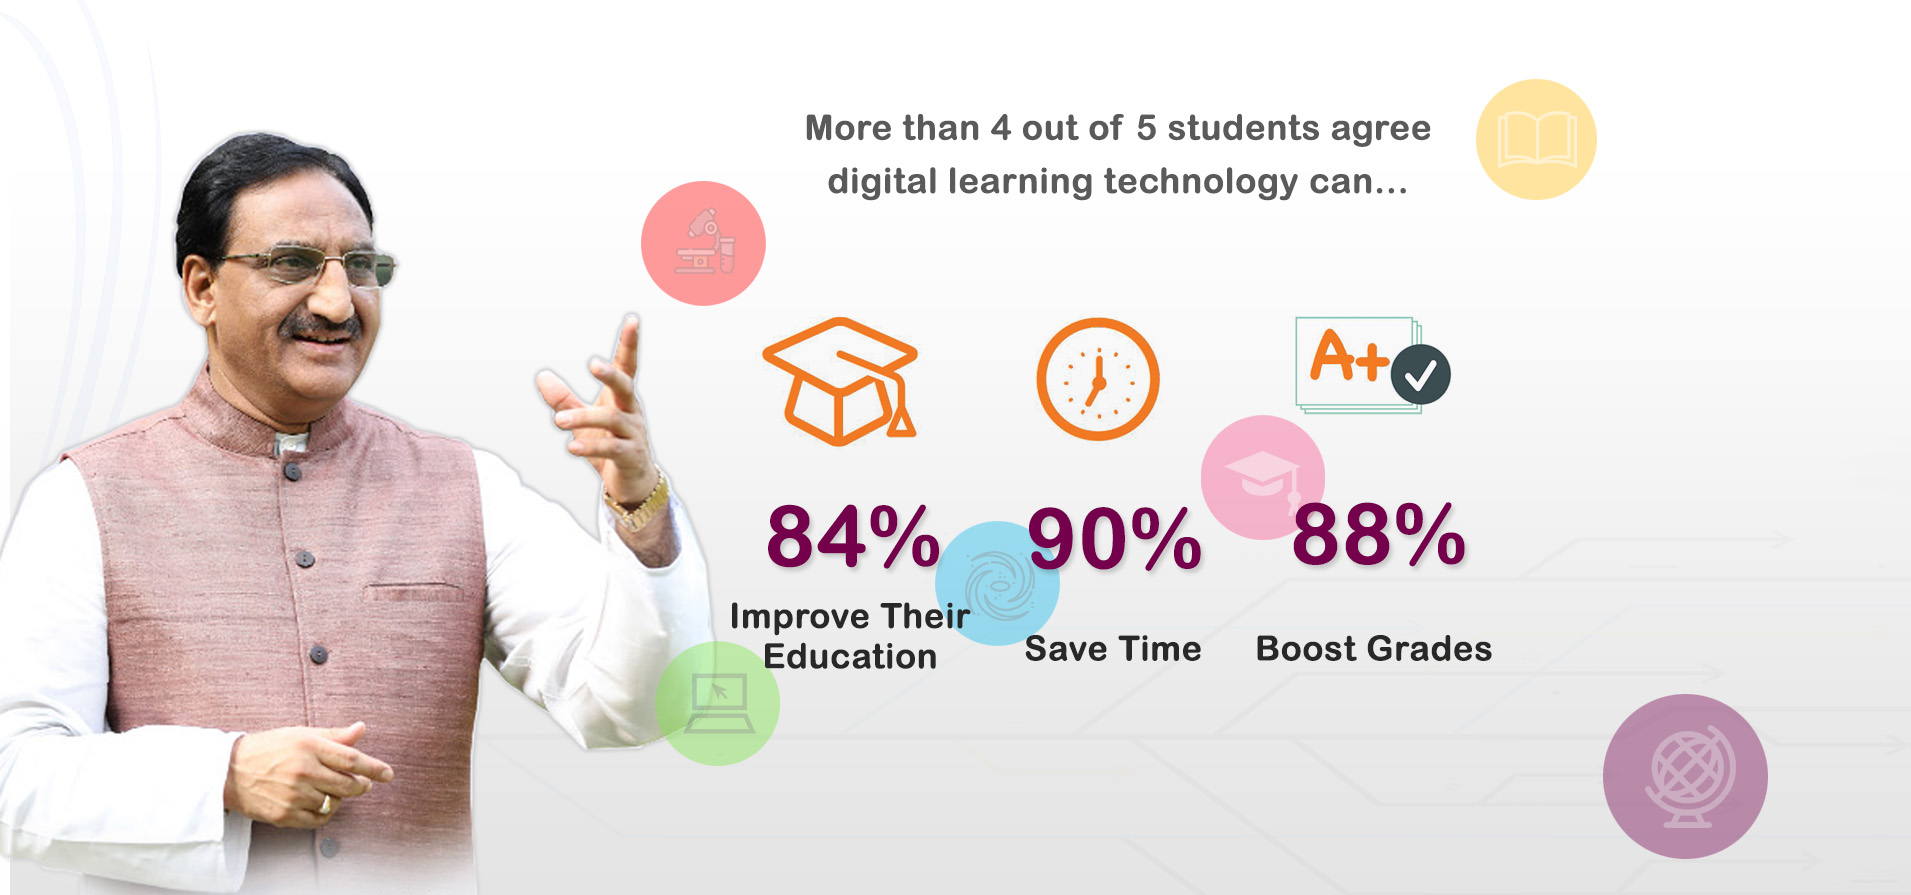 More than 4 out of 5 students agree
digital learning technology can...
A+
84%
90%
88%
Improve Their
Education
Save Time
Boost Grades